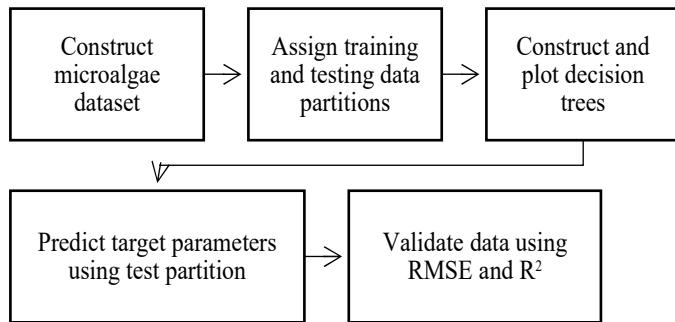 Construct
microalgae
dataset
Assign training
and testing data
partitions
Construct and
plot decision
trees
Predict target parameters
using test partition
Validate data using
RMSE and R²